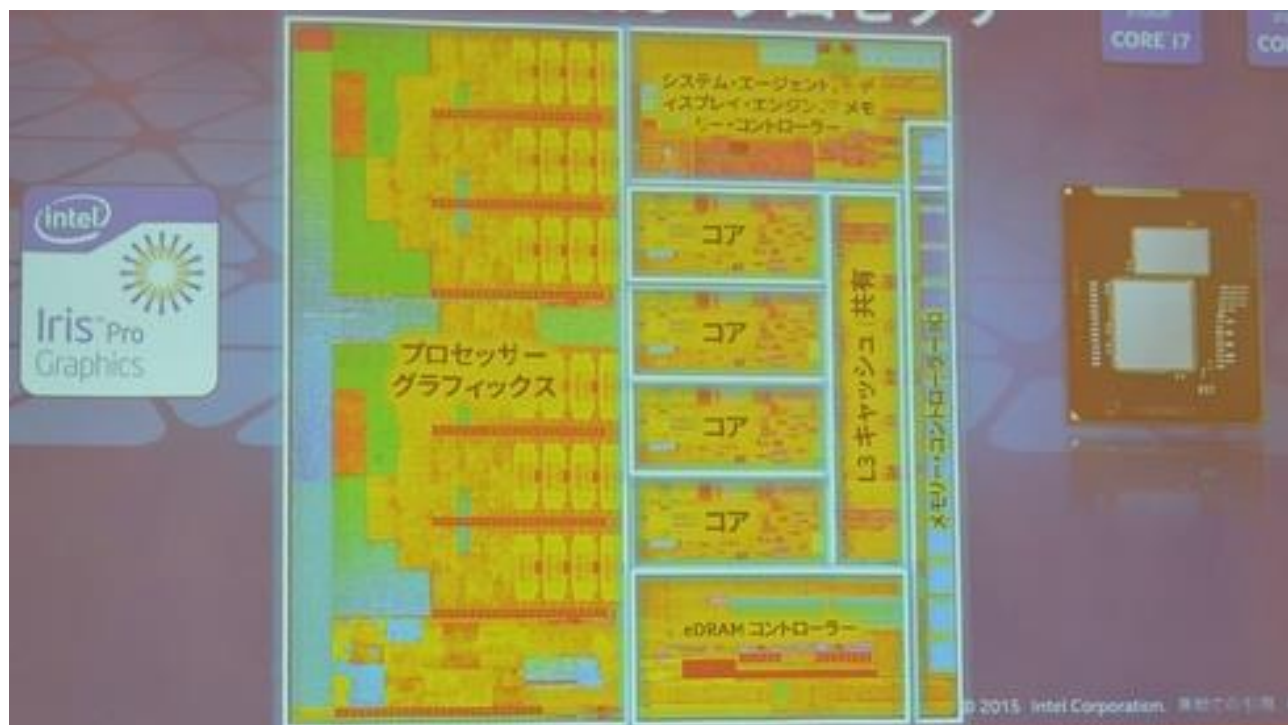 CORE i7
intel
Iris™ Pro
Graphics
プロセッサー
グラフィックス
システム・エージェント、デ
ィスプレイ・エンジン、メモ
リー・コントローラー
コア
コア
コア
コア
L3 キャッシュ 共有
メモリー・コントローラーIO
eDRAM コントローラー
© 2015 Intel Corporation.